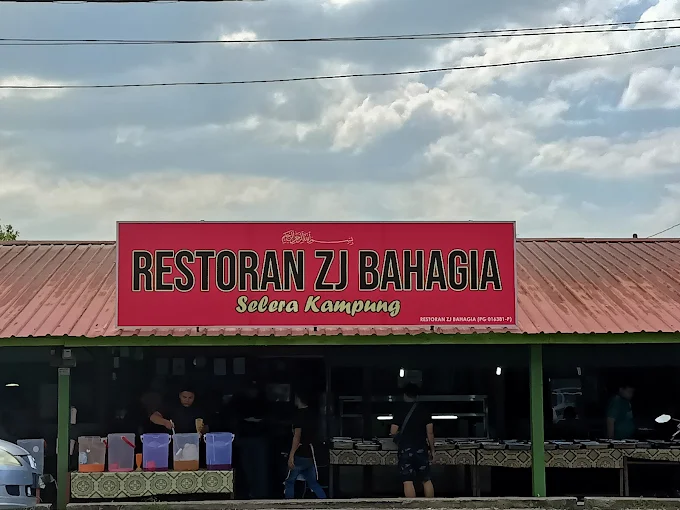 RESTORAN ZJ BAHAGIA
Selera Kampung
RESTORAN ZJ BAHAGIA (PG 016381-P)